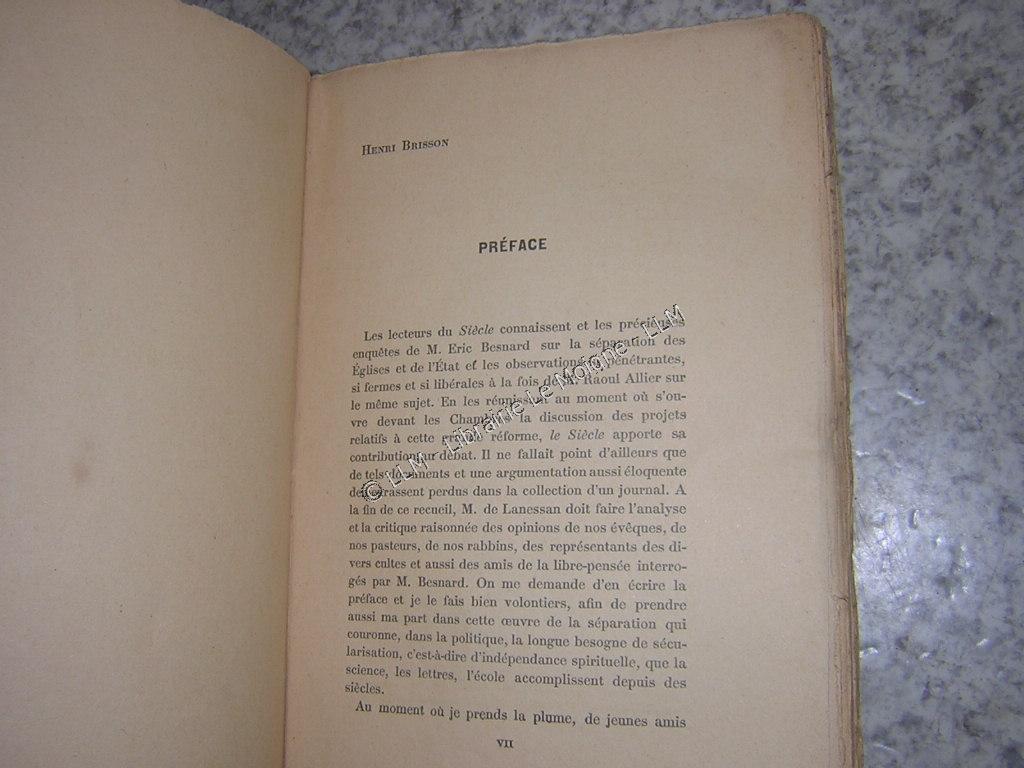 HENRI BRISSON
PRÉFACE
Les lecteurs du Siècle connaissent et les précieuses
enquêtes de M. Eric Besnard sur la séparation des
Églises et de l'État et les observations pénétrantes,
si fermes et si libérales à la fois de M. Raoul Allier sur
le même sujet. En les réunissant au moment où s'ou-
vre devant les Chambres la discussion des projets
relatifs à cette grande réforme, le Siècle apporte sa
contribution au débat. Il ne fallait point d'ailleurs que
de tels documents et une argumentation aussi éloquente
demeurassent perdus dans la collection d'un journal. A
la fin de ce recueil, M. de Lanessan doit faire l'analyse
et la critique raisonnée des opinions de nos évêques, de
nos pasteurs, de nos rabbins, des représentants des di-
vers cultes et aussi des amis de la libre-pensée interro-
gés par M. Besnard. On me demande d'en écrire la
préface et je le fais bien volontiers, afin de prendre
aussi ma part dans cette œuvre de la séparation qui
couronne, dans la politique, la longue besogne de sécu-
larisation, c'est-à-dire d'indépendance spirituelle, que la
science, les lettres, l'école accomplissent depuis des
siècles.
Au moment où je prends la plume, de jeunes amis
VII
© LLM - Librairie Le Moigne - LLM